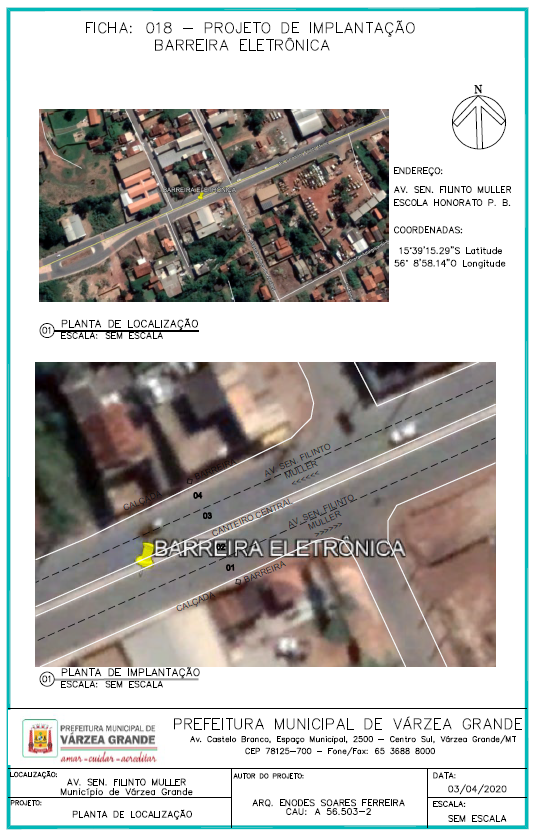 FICHA: 018 – PROJETO DE IMPLANTAÇÃO
BARREIRA ELETRÔNICA
N
BARREIRA ELETRÔNICA
ENDEREÇO:
AV. SEN. FILINTO MULLER
ESCOLA HONORATO P. B.
COORDENADAS:
15°39'15.29"S Latitude
56° 8'58.14"O Longitude
01 PLANTA DE LOCALIZAÇÃO
ESCALA: SEM ESCALA
CALÇADA
BARREIRA
AV. SEN. FILINTO
MULLER
<<<<<<
04
03
CANTEIRO CENTRAL
AV. SEN. FILINTO
MULLER
>>>>>>
BARREIRA ELETRÔNICA
02
01
CALÇADA
BARREIRA
01 PLANTA DE IMPLANTAÇÃO
ESCALA: SEM ESCALA
PREFEITURA MUNICIPAL DE
VÁRZEA GRANDE
amar - cuidar - acreditar
PREFEITURA MUNICIPAL DE VÁRZEA GRANDE
Av. Castelo Branco, Espaço Municipal, 2500 – Centro Sul, Várzea Grande/MT
CEP 78125–700 – Fone/Fax: 65 3688 8000
LOCALIZAÇÃO:
AV. SEN. FILINTO MULLER
Município de Várzea Grande
PROJETO:
PLANTA DE LOCALIZAÇÃO
AUTOR DO PROJETO:
ARQ. ENODES SOARES FERREIRA
CAU: A 56.503–2
DATA:
03/04/2020
ESCALA:
SEM ESCALA